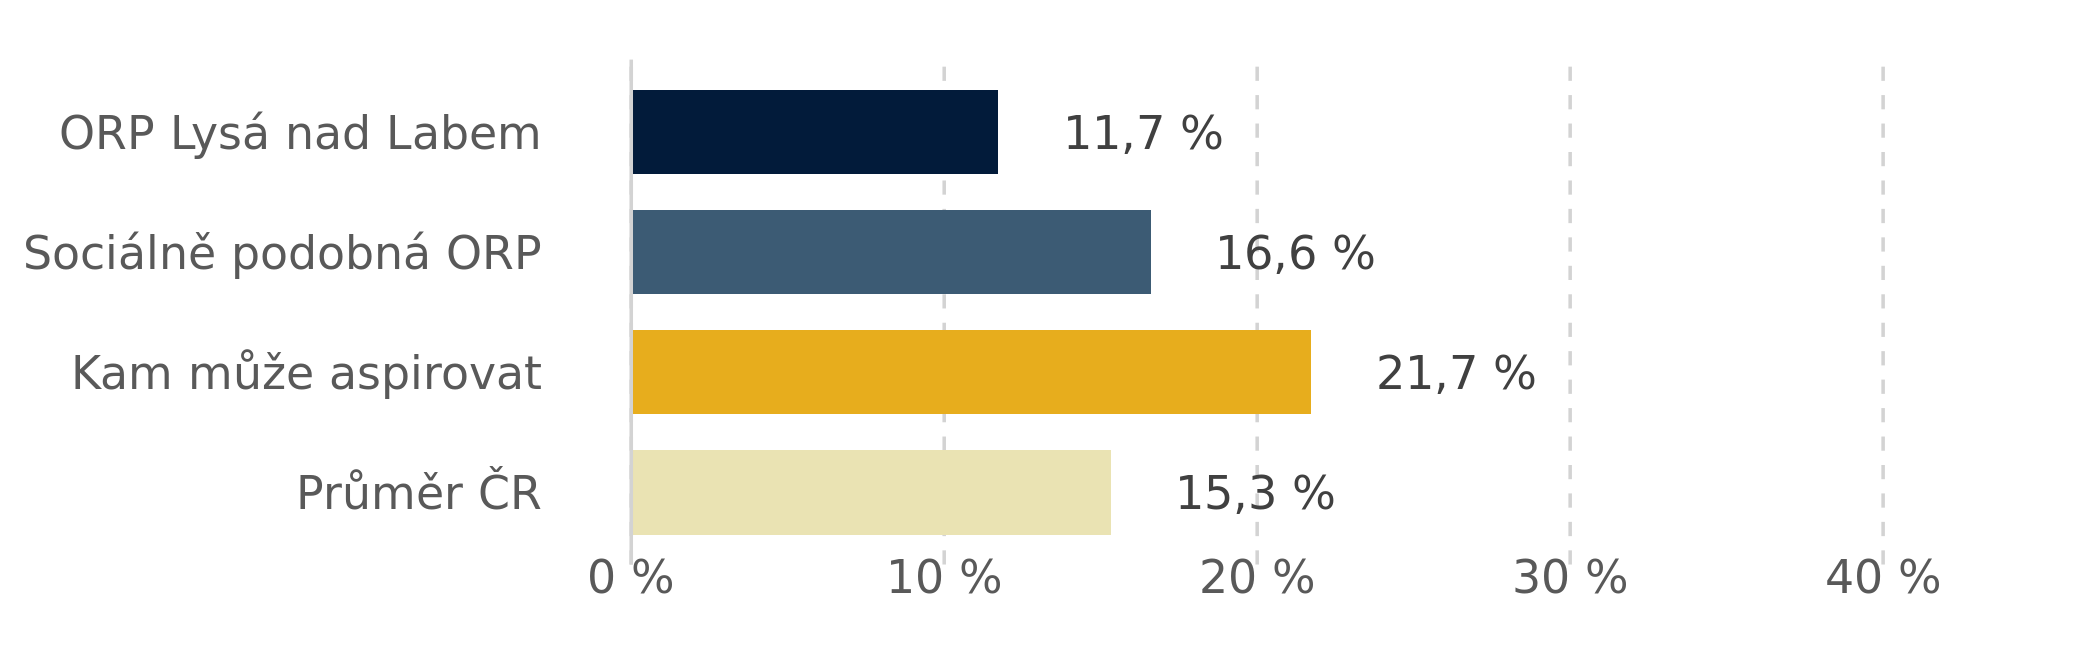 ORP Lysá nad Labem 11,7 %
Sociálně podobná ORP 16,6 %
Kam může aspirovat 21,7 %
Průměr ČR 15,3 %
0 % 10 % 20 % 30 % 40 %